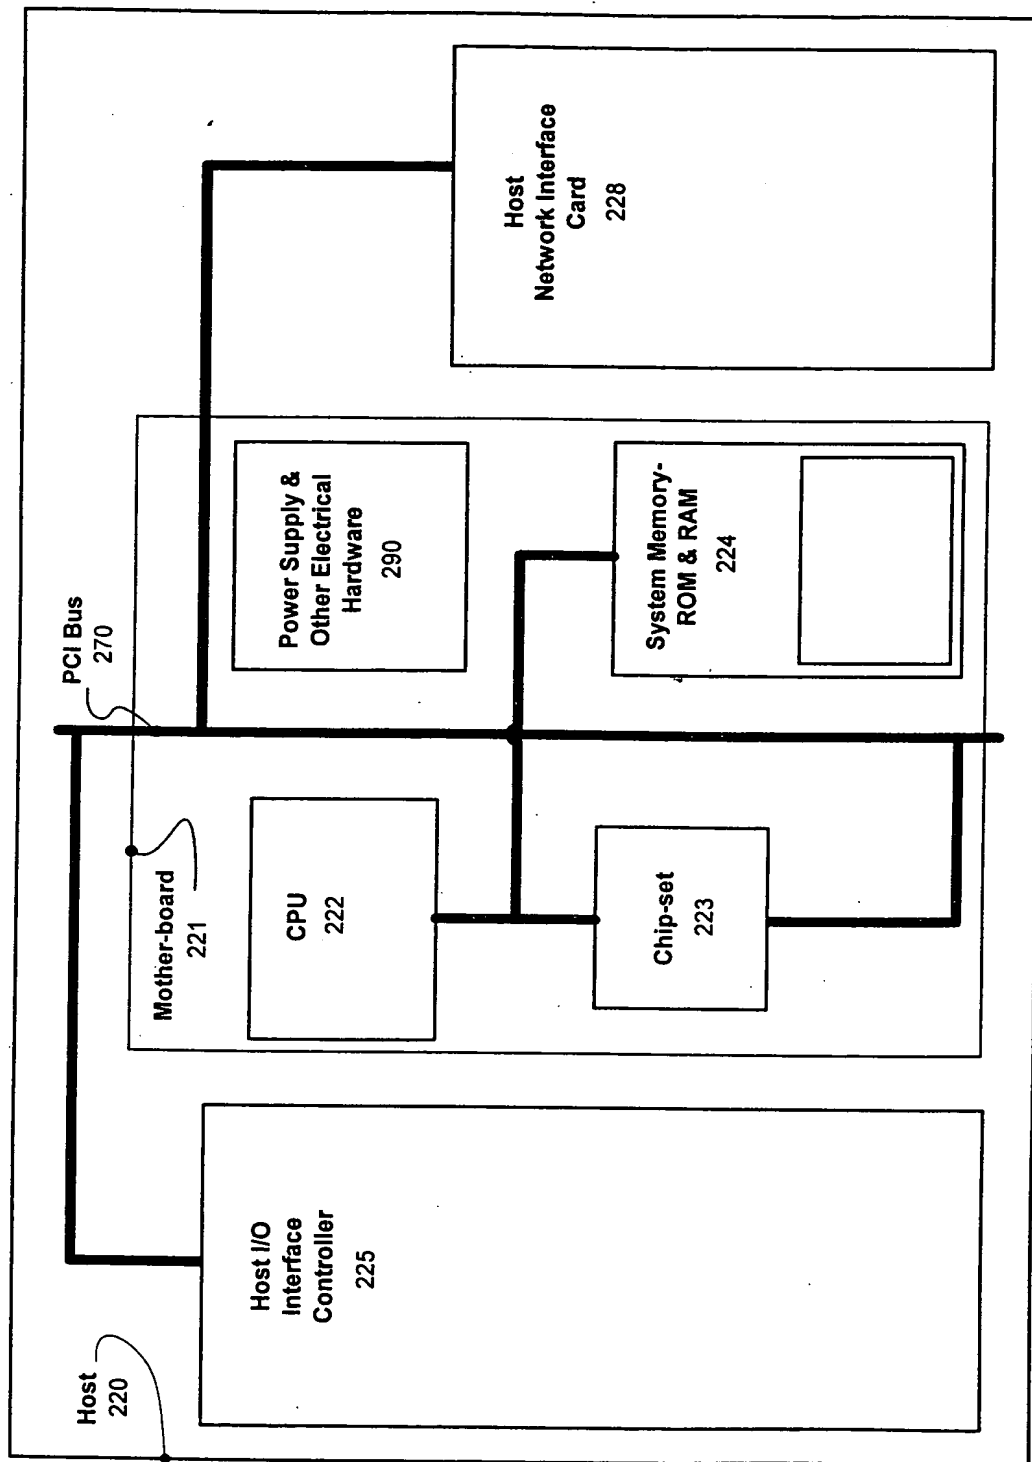 Host
220
Host I/O
Interface
Controller
225
Mother-board
221
PCI Bus
270
CPU
222
Chip-set
223
Power Supply &
Other Electrical
Hardware
290
System Memory-
ROM & RAM
224
Host
Network Interface
Card
228